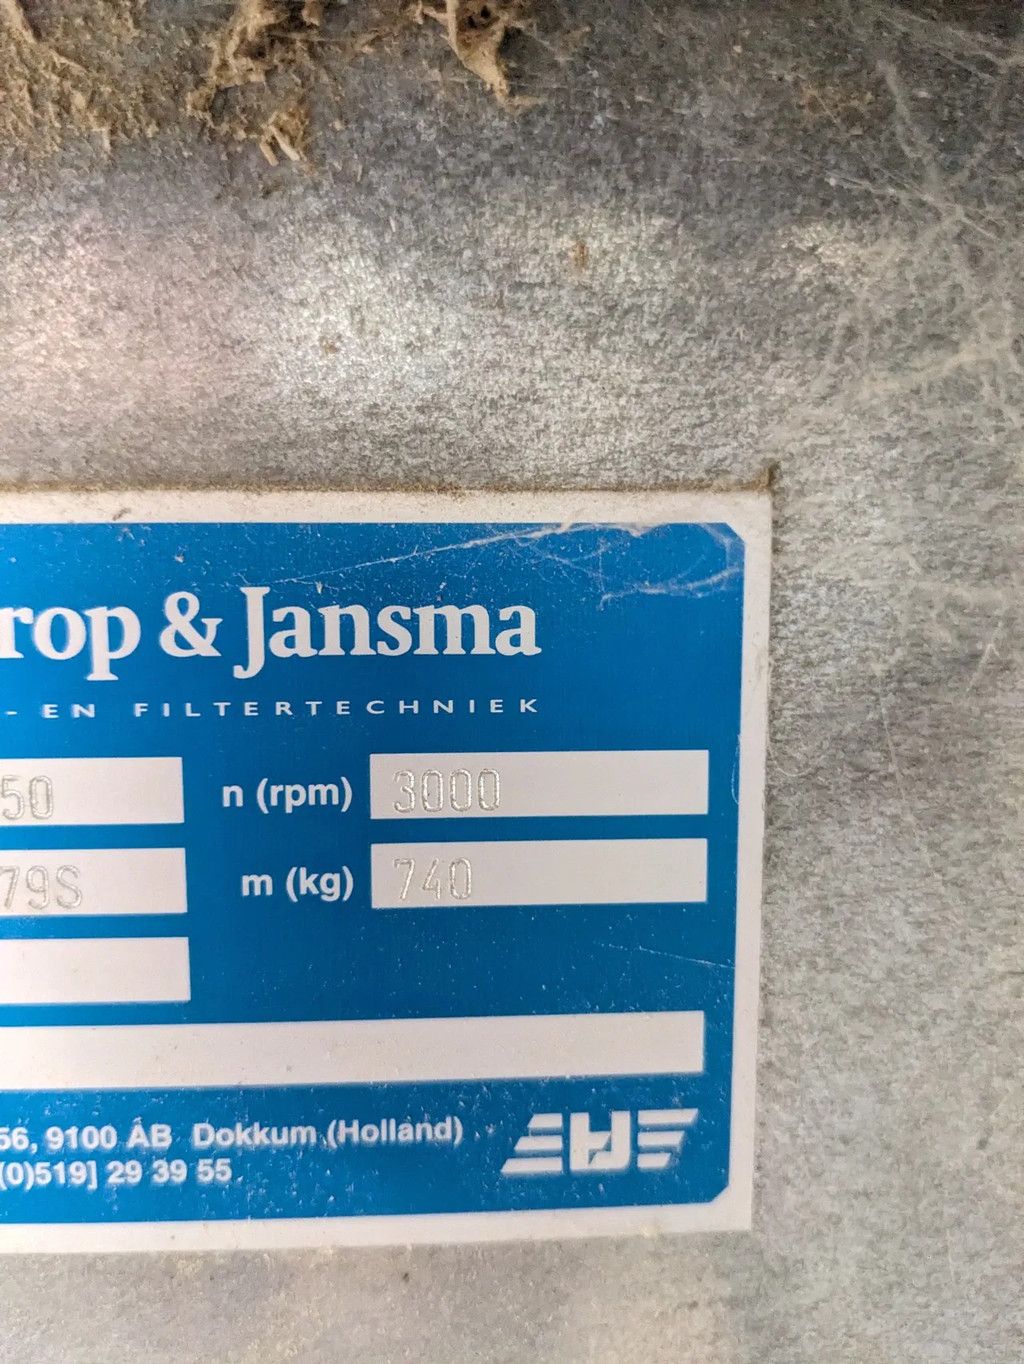 rop & Jansma
- EN FILTERTECHNIEK
50 n (rpm) 3000
79S m (kg) 740
56, 9100 AB Dokkum (Holland)
(0)519] 29 39 55